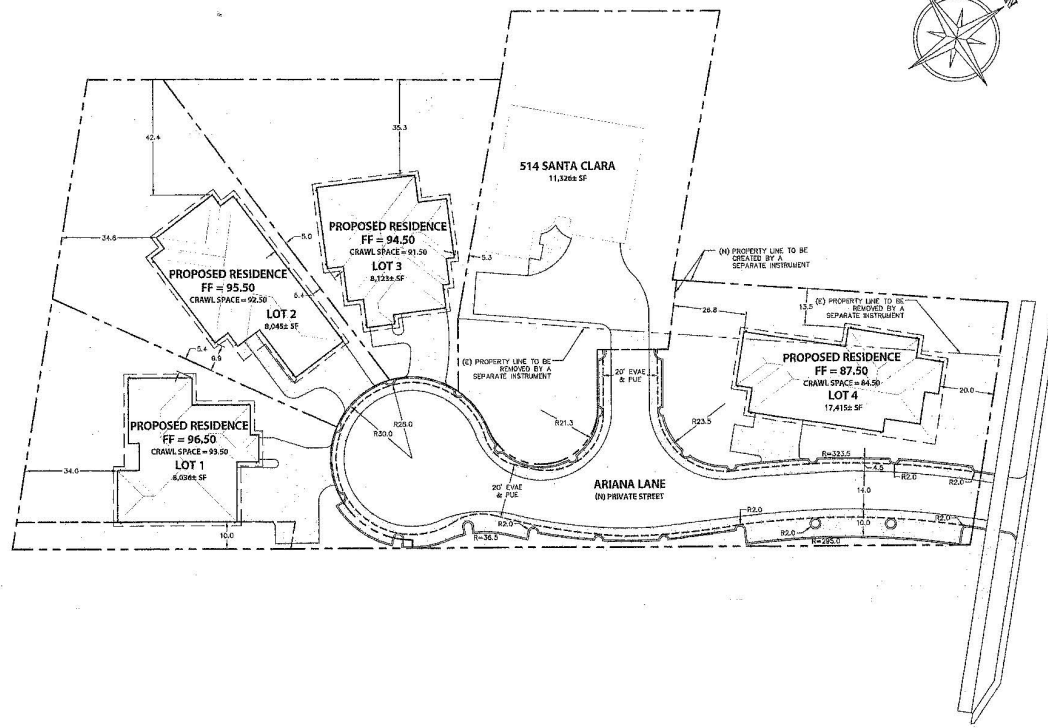 N
42.4
35.3
514 SANTA CLARA
11,326± SF
34.8
PROPOSED RESIDENCE
FF = 95.50
CRAWL SPACE = 92.50
LOT 2
8,045± SF
5.0
5.4
PROPOSED RESIDENCE
FF = 94.50
CRAWL SPACE = 91.50
LOT 3
8,123± SF
5.3
(N) PROPERTY LINE TO BE
CREATED BY A
SEPARATE INSTRUMENT
26.8
13.5
(E) PROPERTY LINE TO BE
REMOVED BY A
SEPARATE INSTRUMENT
5.4
6.9
(E) PROPERTY LINE TO BE
REMOVED BY A
SEPARATE INSTRUMENT
20' EVAE
& PUE
PROPOSED RESIDENCE
FF = 87.50
CRAWL SPACE = 84.50
LOT 4
17,415± SF
20.0
PROPOSED RESIDENCE
FF = 96.50
CRAWL SPACE = 93.50
LOT 1
8,036± SF
34.0
10.0
R30.0
R28.0
R21.3
R23.5
20' EVAE
& PUE
ARIANA LANE
(N) PRIVATE STREET
R=323.5
4.5
R2.0
R2.0
14.0
R2.0
R=36.5
R2.0
R2.0
10.0
R2.0
R=295.0